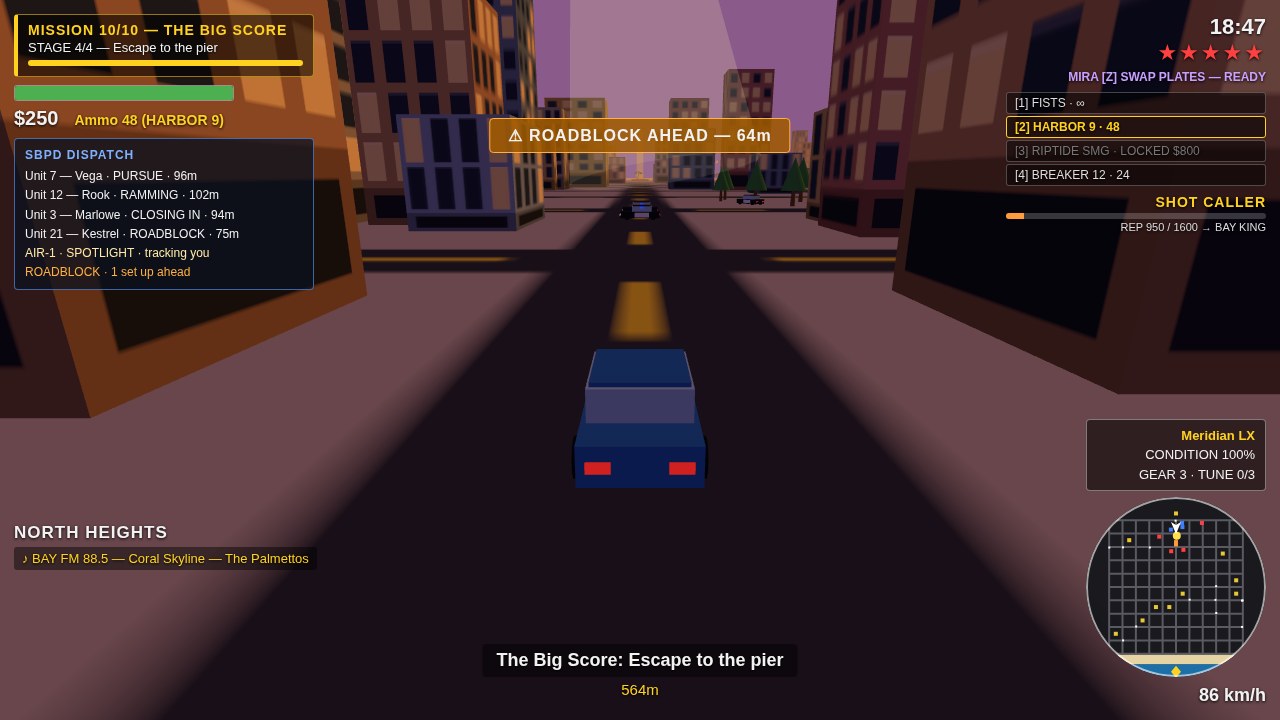 MISSION 10/10 — THE BIG SCORE
STAGE 4/4 — Escape to the pier
$250 Ammo 48 (HARBOR 9)
SBPD DISPATCH
Unit 7 — Vega · PURSUE · 96m
Unit 12 — Rook · RAMMING · 102m
Unit 3 — Marlowe · CLOSING IN · 94m
Unit 21 — Kestrel · ROADBLOCK · 75m
AIR-1 · SPOTLIGHT · tracking you
ROADBLOCK · 1 set up ahead
⚠ ROADBLOCK AHEAD — 64m
18:47
★★★★★
MIRA [Z] SWAP PLATES — READY
[1] FISTS · ∞
[2] HARBOR 9 · 48
[3] RIPTIDE SMG · LOCKED $800
[4] BREAKER 12 · 24
SHOT CALLER
REP 950 / 1600 → BAY KING
Meridian LX
CONDITION 100%
GEAR 3 · TUNE 0/3
NORTH HEIGHTS
♪ BAY FM 88.5 — Coral Skyline — The Palmettos
The Big Score: Escape to the pier
564m
86 km/h